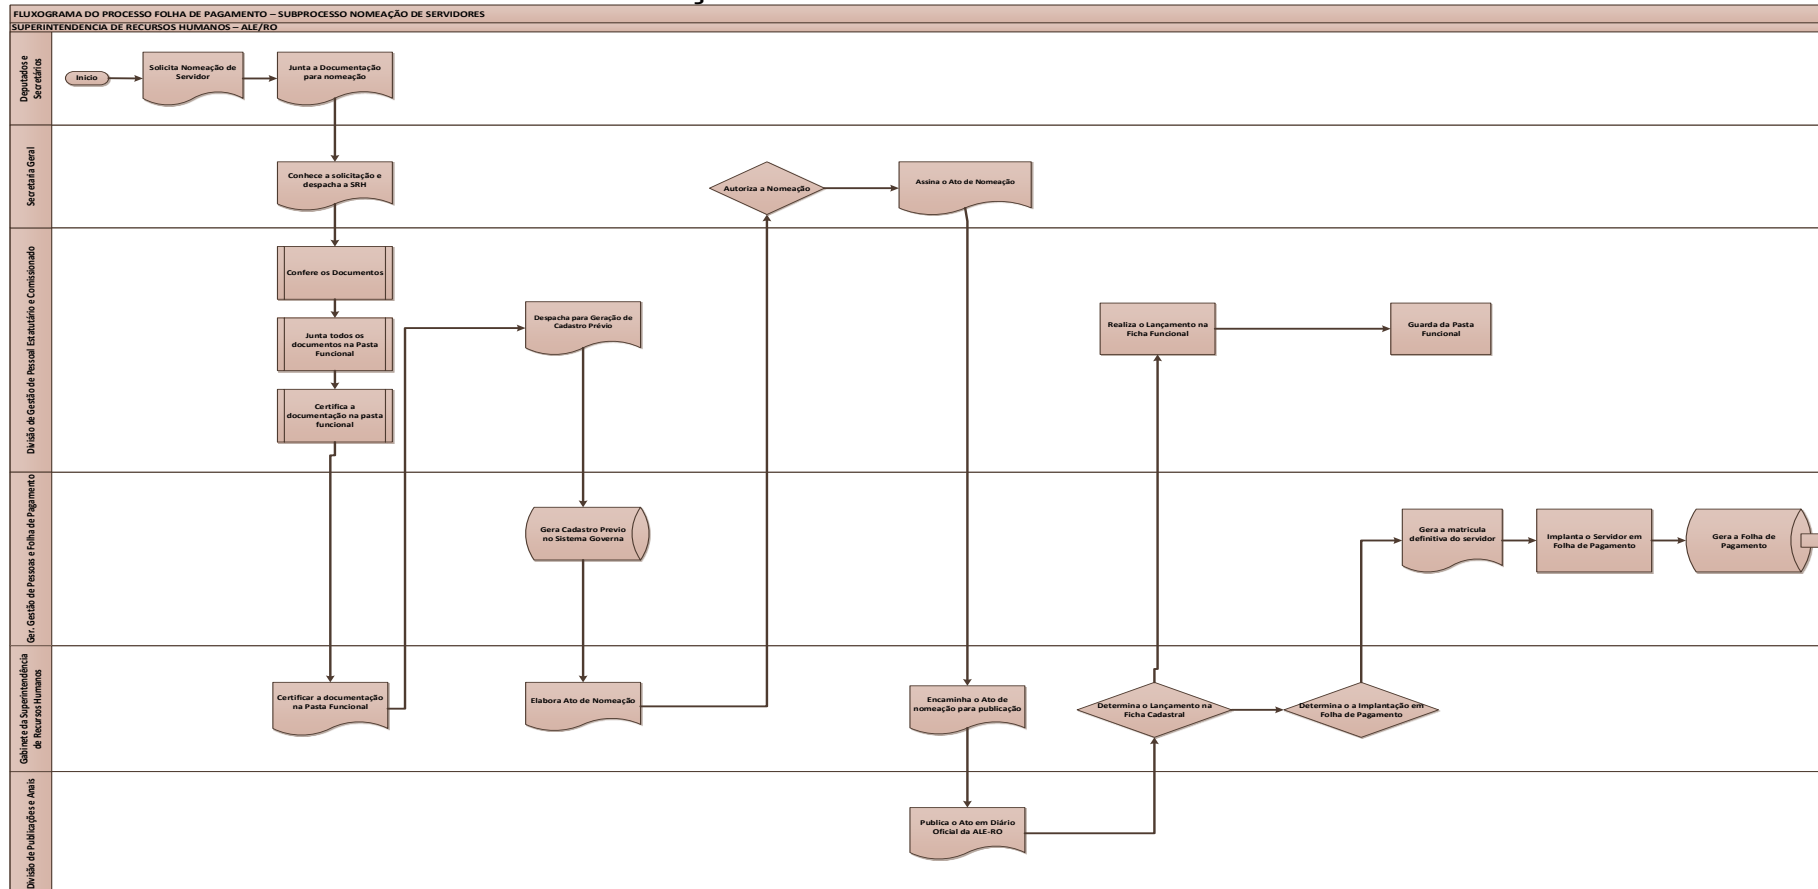 FLUXOGRAMA DO PROCESSO FOLHA DE PAGAMENTO – SUBPROCESSO NOMEAÇÃO DE SERVIDORES
SUPERINTENDENCIA DE RECURSOS HUMANOS – ALE/RO
Deputados e
Secretários
Inicio
Solicita Nomeação de
Servidor
Junta a Documentação
para nomeação
Secretaria Geral
Conhece a solicitação e
despacha a SRH
Autoriza a Nomeação
Assina o Ato de Nomeação
Divisão de Gestão de Pessoal Estatutário e Comissionado
Confere os Documentos
Junta todos os
documentos na Pasta
Funcional
Certifica a
documentação na pasta
funcional
Despacha para Geração de
Cadastro Prévio
Realiza o Lançamento na
Ficha Funcional
Guarda da Pasta
Funcional
Ger. Gestão de Pessoas e Folha de Pagamento
Gera Cadastro Previo
no Sistema Governa
Gera a matricula
definitiva do servidor
Implanta o Servidor em
Folha de Pagamento
Gera a Folha de
Pagamento
Gabinete da Superintendência
de Recursos Humanos
Certificar a documentação
na Pasta Funcional
Elabora Ato de Nomeação
Encaminha o Ato de
nomeação para publicação
Determina o Lançamento na
Ficha Cadastral
Determina o a Implantação em
Folha de Pagamento
Divisão de Publicações e Anais
Publica o Ato em Diário
Oficial da ALE-RO